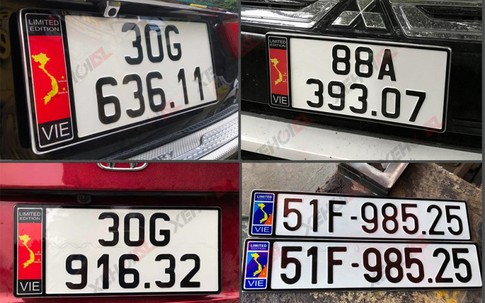 LIMITED
EDITION
30G
636.11
VIE
LIMITED
EDITION
88A
393.07
VIE
LIMITED
EDITION
30G
916.32
VIE
LIMITED
EDITION
51F-985.25
VIE
LIMITED
EDITION
51F-985.25
VIE